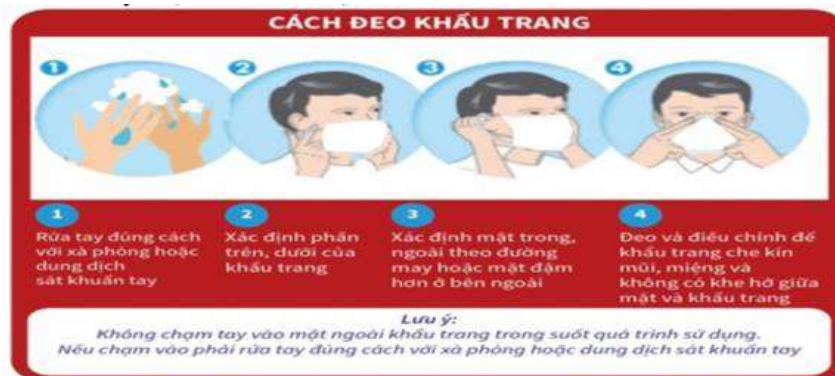 CÁCH ĐEO KHẨU TRANG
1
2
3
4
1
Rửa tay đúng cách
với xà phòng hoặc
dung dịch
sát khuẩn tay
2
Xác định phần
trên, dưới của
khẩu trang
3
Xác định mặt trong,
ngoài theo đường
may hoặc mặt đậm
hơn ở bên ngoài
4
Đeo và điều chỉnh để
khẩu trang che kín
mũi, miệng và
không có khe hở giữa
mặt và khẩu trang
Lưu ý:
Không chạm tay vào mặt ngoài khẩu trang trong suốt quá trình sử dụng.
Nếu chạm vào phải rửa tay đúng cách với xà phòng hoặc dung dịch sát khuẩn tay